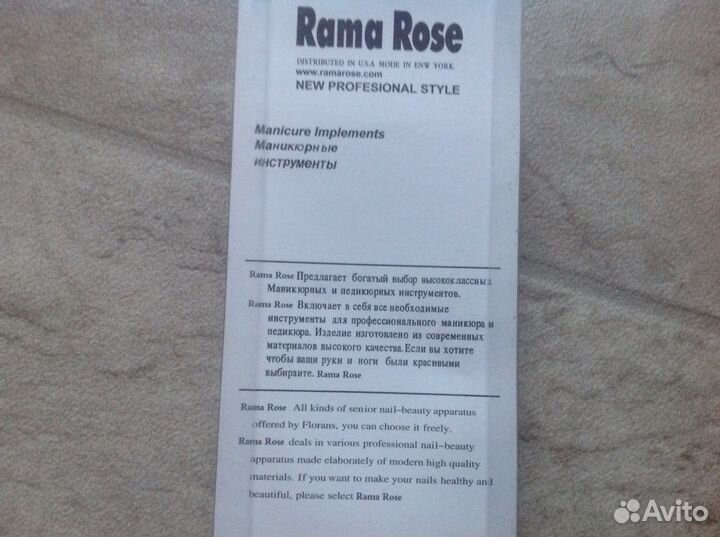 Rama Rose
DISTRIBUTED IN U.S.A MODE IN ENW YORK.
www.ramarose.com
NEW PROFESIONAL STYLE
Manicure Implements
Маникюрные
инструменты
Rama Rose Предлагает богатый выбор высококлассных
Маникюрных и педикюрных инструментов.
Rama Rose Включает в себя все необходимые
инструменты для профессионального маникюра и
педикюра. Изделие изготовлено из современных
материалов высокого качества.Если вы хотите
чтобы ваши руки и ноги были красивыми
выбираите. Rama Rose
Rama Rose All kinds of senior nail-beauty apparatus
offered by Florans, you can choose it freely.
Rama Rose deals in various professional nail-beauty
apparatus made elaborately of modern high quality
materials. If you want to make your nails healthy and
beautiful, please select Rama Rose
Avito